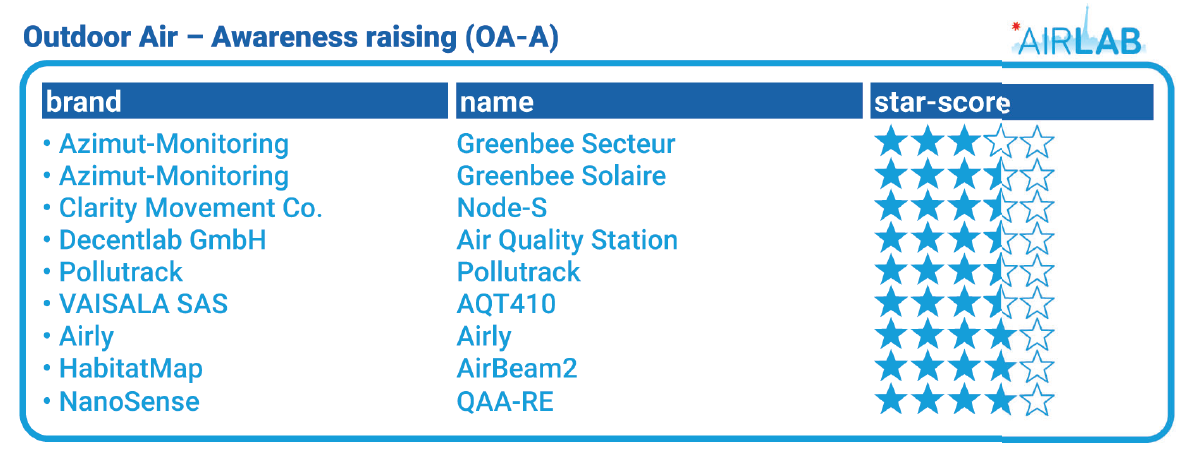 Outdoor Air – Awareness raising (OA-A)
AIRLAB
brand name star-score
• Azimut-Monitoring Greenbee Secteur
• Azimut-Monitoring Greenbee Solaire
• Clarity Movement Co. Node-S
• Decentlab GmbH Air Quality Station
• Pollutrack Pollutrack
• VAISALA SAS AQT410
• Airly Airly
• HabitatMap AirBeam2
• NanoSense QAA-RE